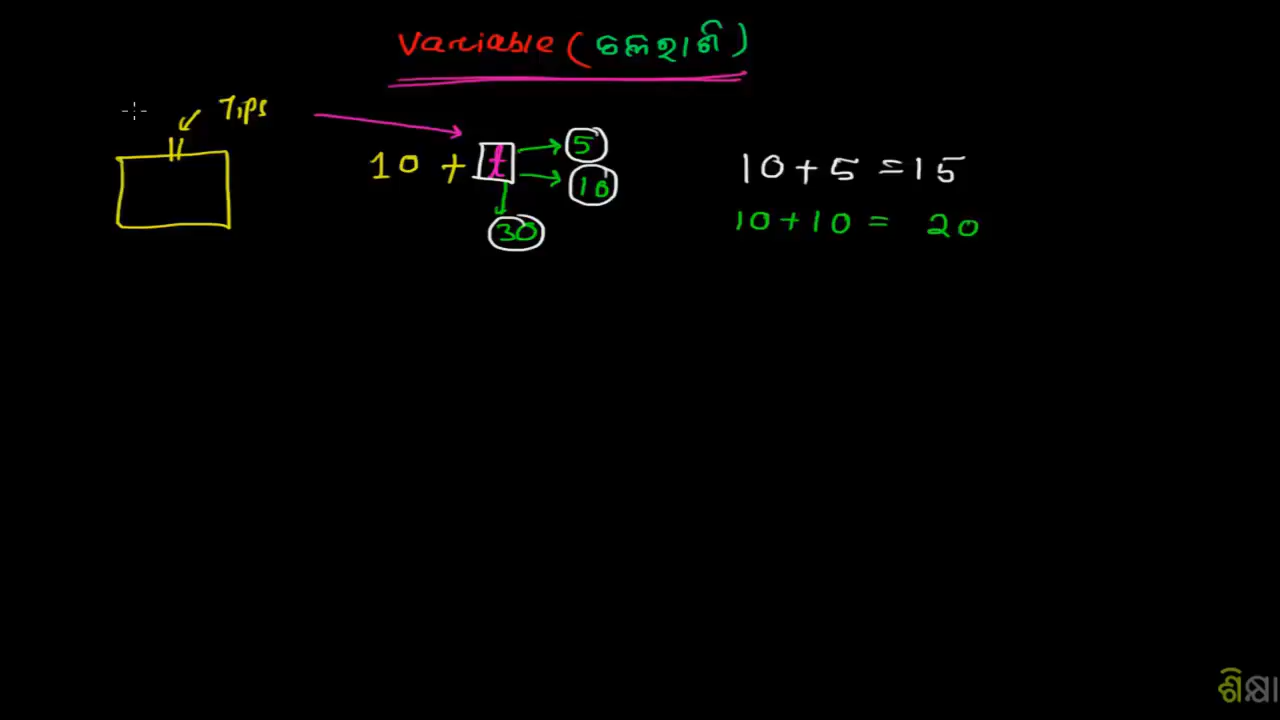 Variable (ଚଳରାଶି)
Tips
10 + t
5
10
30
10 + 5 = 15
10 + 10 = 20
ଶିକ୍ଷା